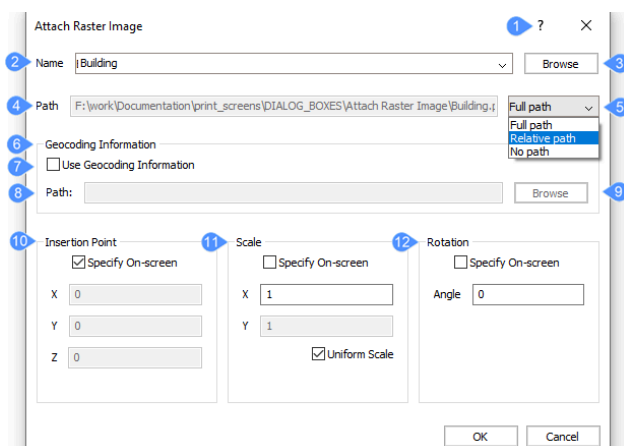 Attach Raster Image 1 ?
2 Name Building Browse 3
4 Path F:\work\Documentation\print_screens\DIALOG_BOXES\Attach Raster Image\Building.p Full path 5
Full path
Relative path
No path
6 Geocoding Information
7 Use Geocoding Information
8 Path: Browse 9
10 Insertion Point 11 Scale 12 Rotation
Specify On-screen Specify On-screen Specify On-screen
X 0 X 1 Angle 0
Y 0 Y 1
Z 0 Uniform Scale
OK Cancel